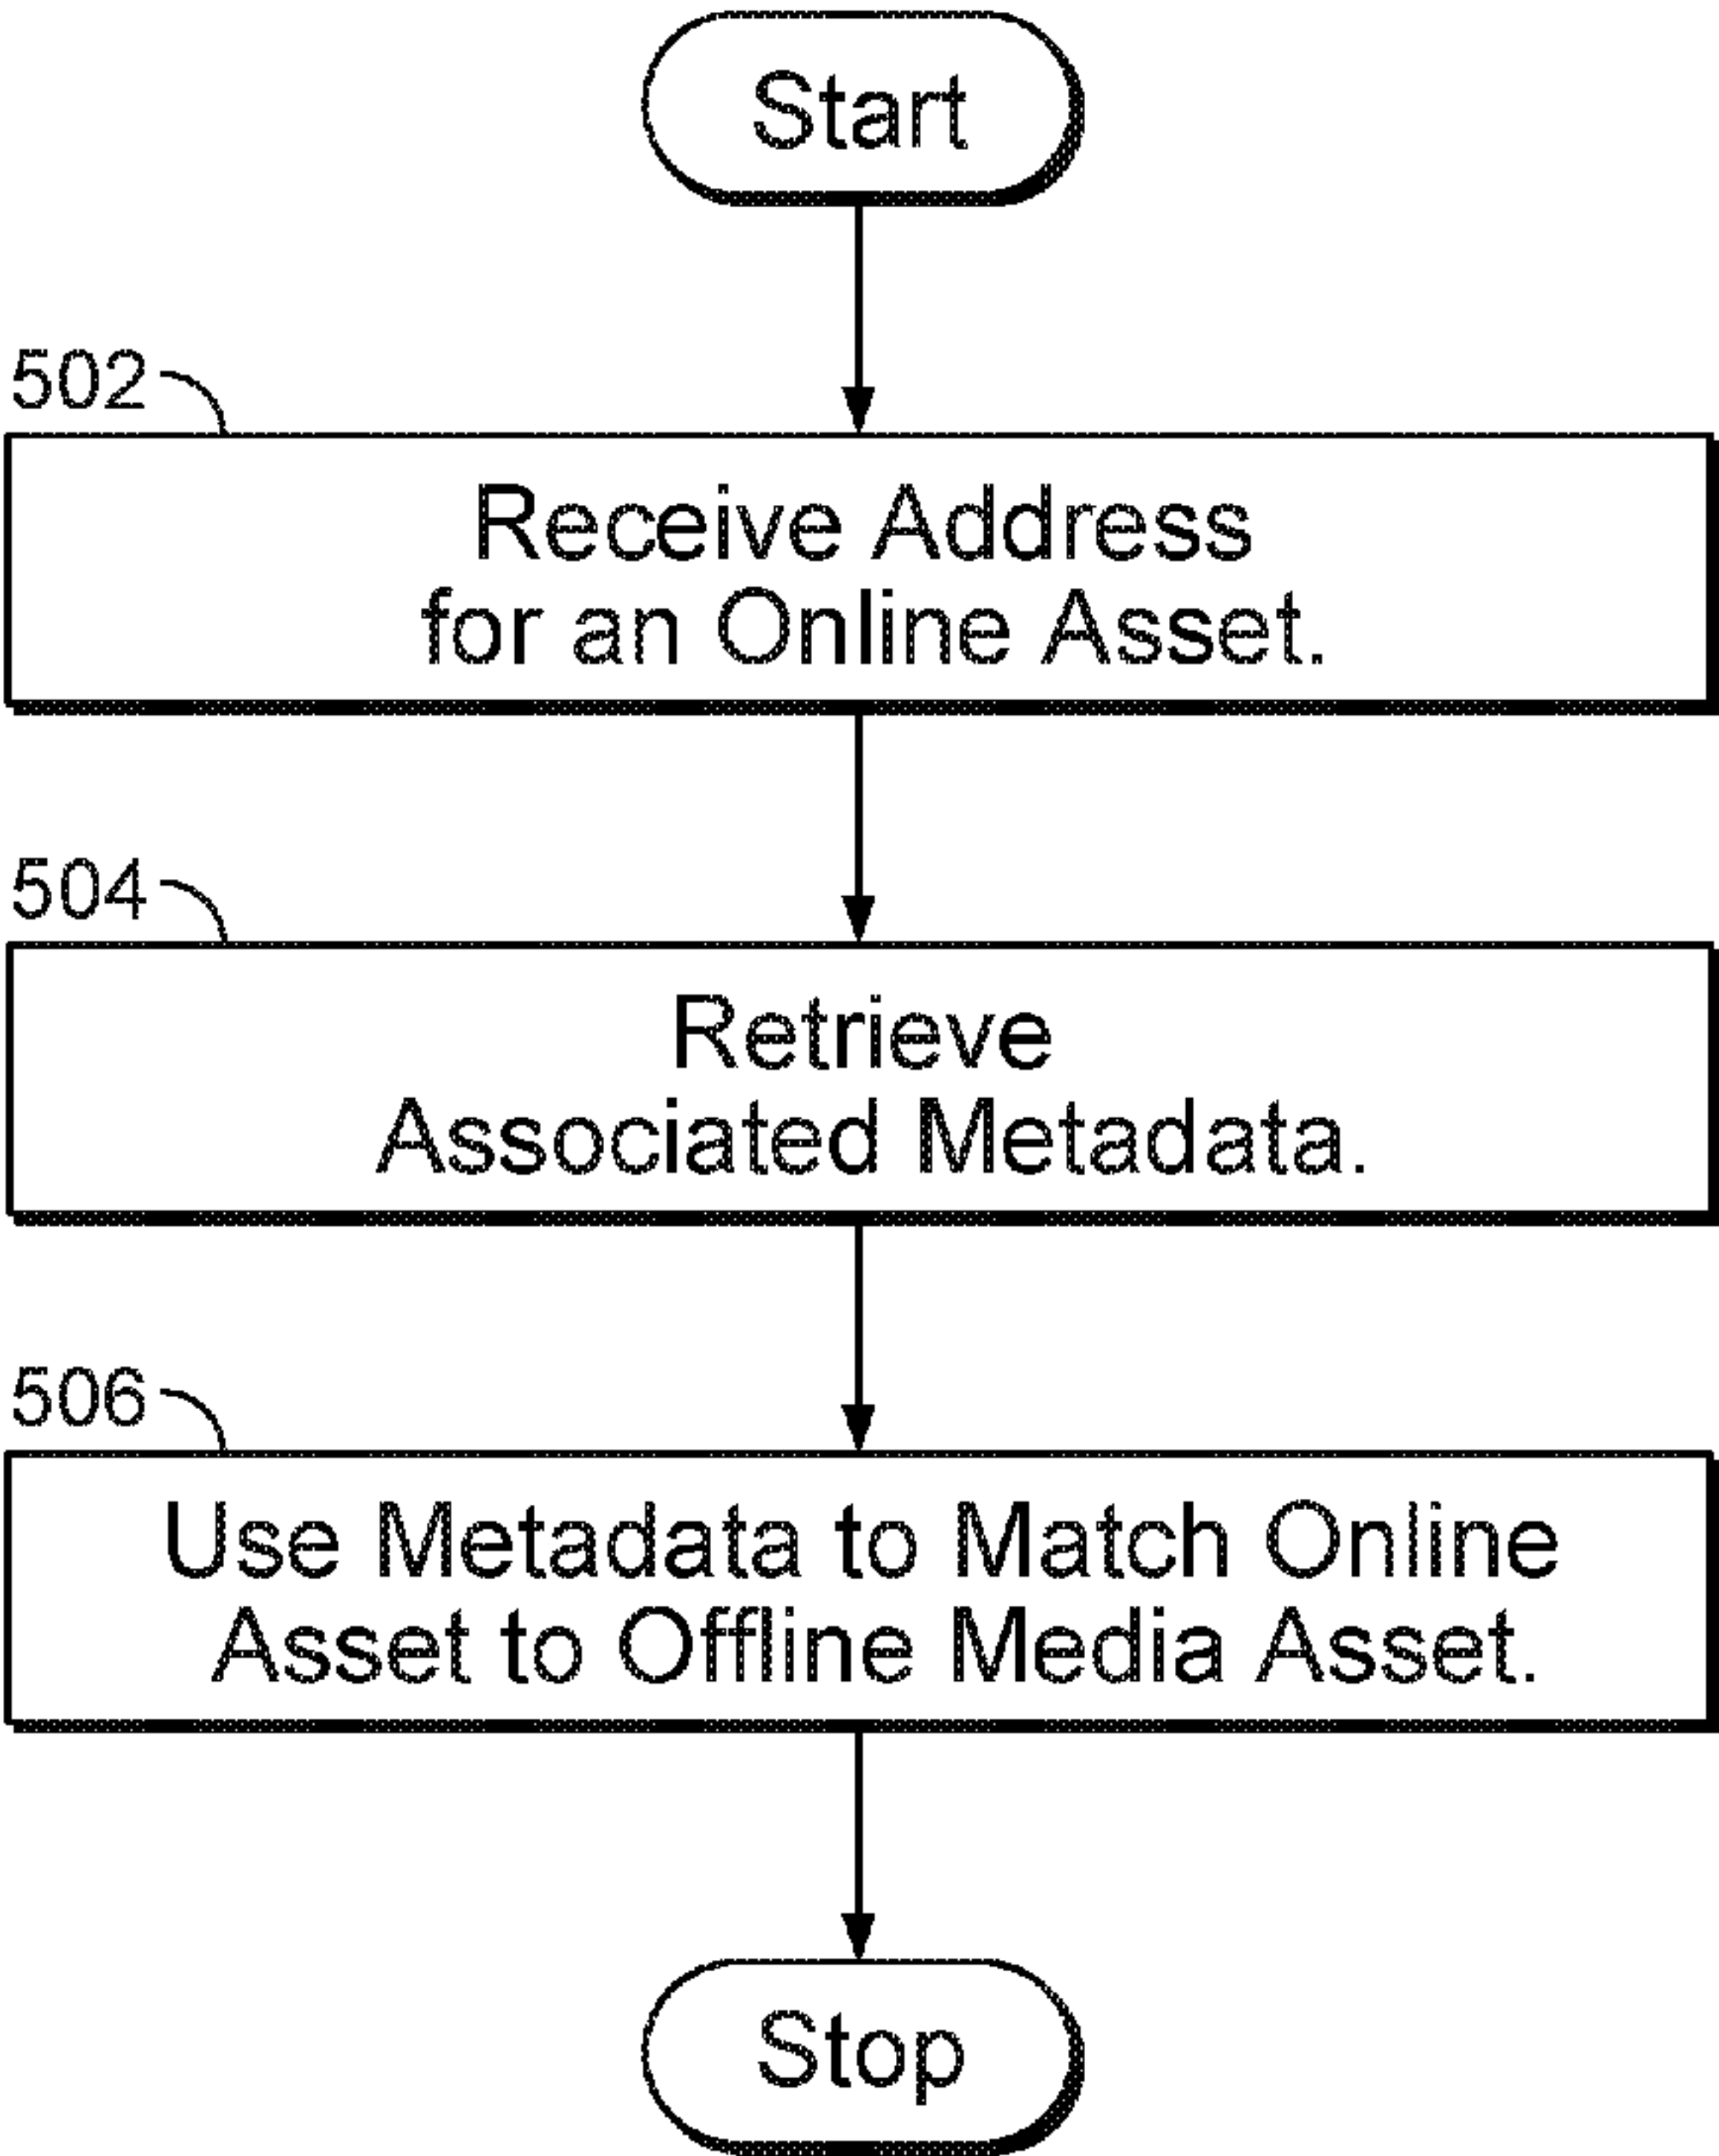 Start
502
Receive Address
for an Online Asset.
504
Retrieve
Associated Metadata.
506
Use Metadata to Match Online
Asset to Offline Media Asset.
Stop